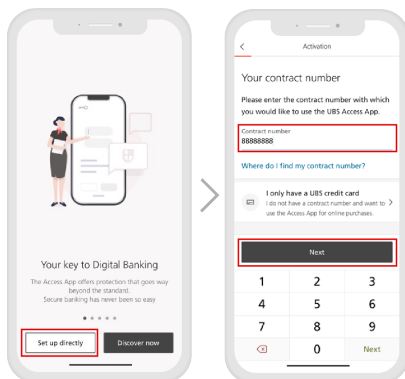 Your key to Digital Banking
The Access App offers protection that goes way
beyond the standard.
Secure banking has never been so easy
Set up directly
Discover now
Activation
Your contract number
Please enter the contract number with which
you would like to use the UBS Access App.
Contract number
88888888
Where do I find my contract number?
I only have a UBS credit card
I do not have a contract number and want to
use the Access App for online purchases.
Next
1 2 3
4 5 6
7 8 9
0 Next